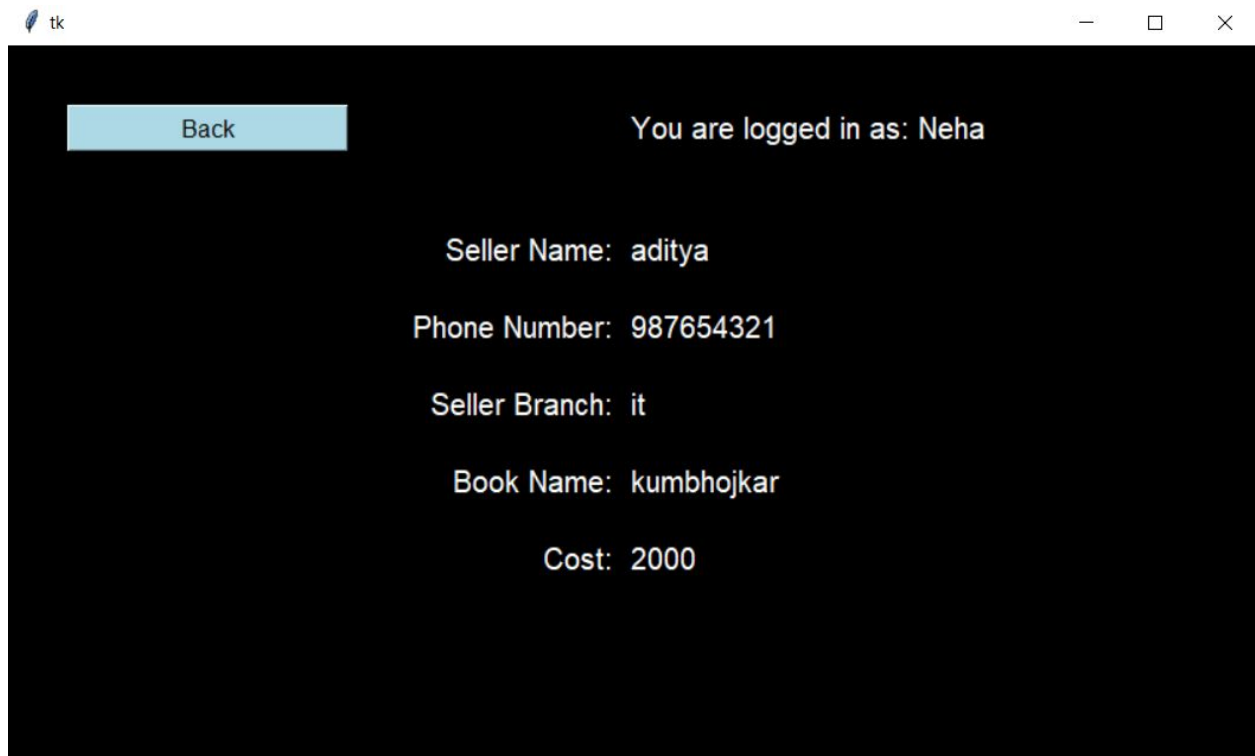 tk
Back You are logged in as: Neha
Seller Name: aditya
Phone Number: 987654321
Seller Branch: it
Book Name: kumbhojkar
Cost: 2000